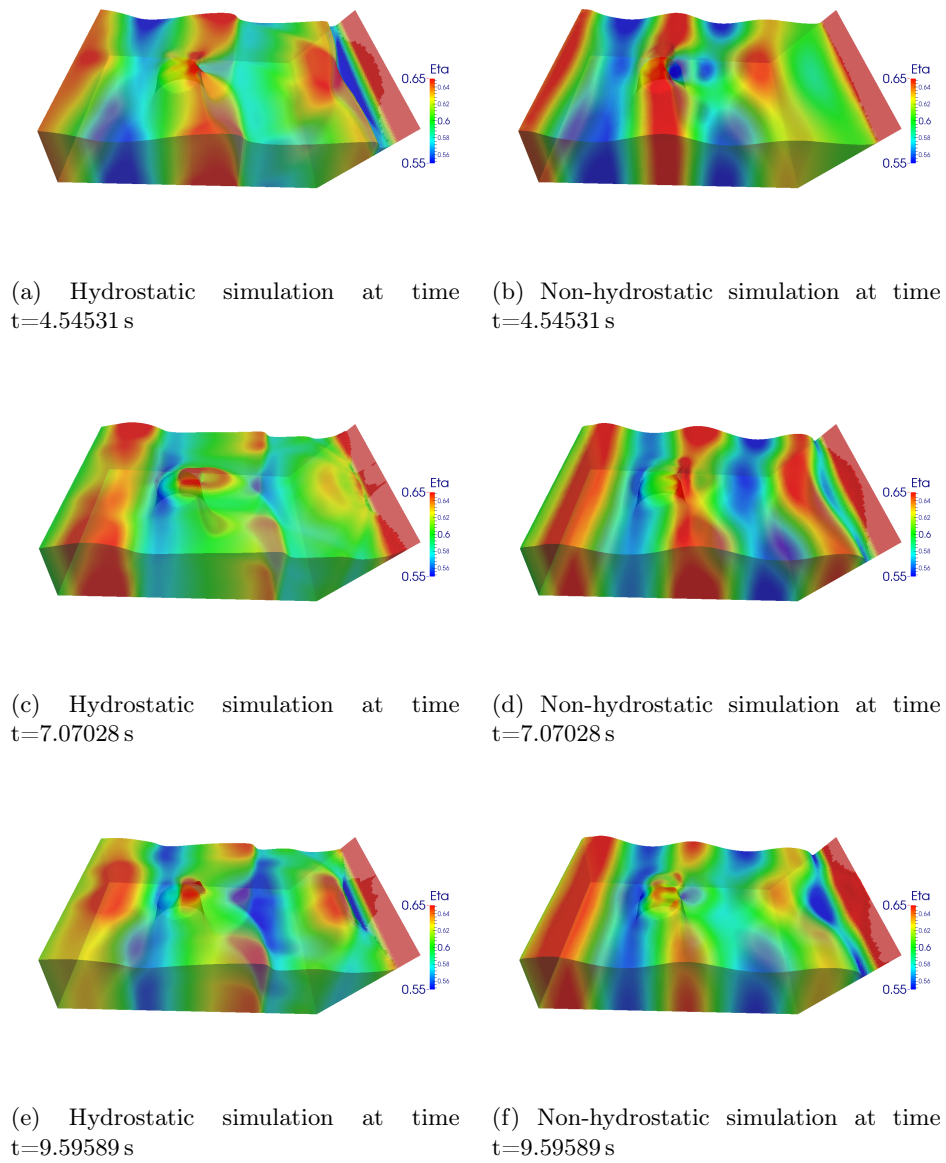 Eta
0.65
0.64
0.62
0.6
0.58
0.56
0.55
Eta
0.65
0.64
0.62
0.6
0.58
0.56
0.55
(a) Hydrostatic simulation at time
t=4.54531 s
(b) Non-hydrostatic simulation at time
t=4.54531 s
Eta
0.65
0.64
0.62
0.6
0.58
0.56
0.55
Eta
0.65
0.64
0.62
0.6
0.58
0.56
0.55
(c) Hydrostatic simulation at time
t=7.07028 s
(d) Non-hydrostatic simulation at time
t=7.07028 s
Eta
0.65
0.64
0.62
0.6
0.58
0.56
0.55
Eta
0.65
0.64
0.62
0.6
0.58
0.56
0.55
(e) Hydrostatic simulation at time
t=9.59589 s
(f) Non-hydrostatic simulation at time
t=9.59589 s